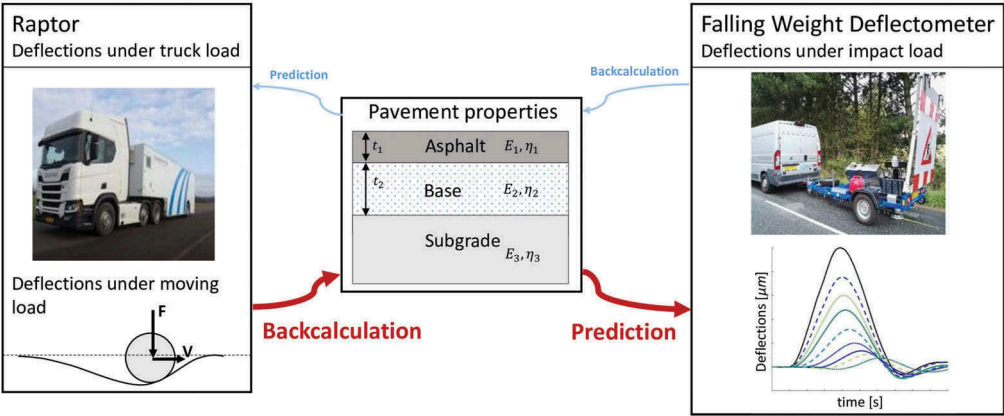 Raptor
Deflections under truck load
Deflections under moving
load
F
V
Prediction
Backcalculation
Pavement properties
t₁
Asphalt
E₁, η₁
t₂
Base
E₂, η₂
Subgrade
E₃, η₃
Backcalculation
Prediction
Falling Weight Deflectometer
Deflections under impact load
Deflections [μm]
time [s]